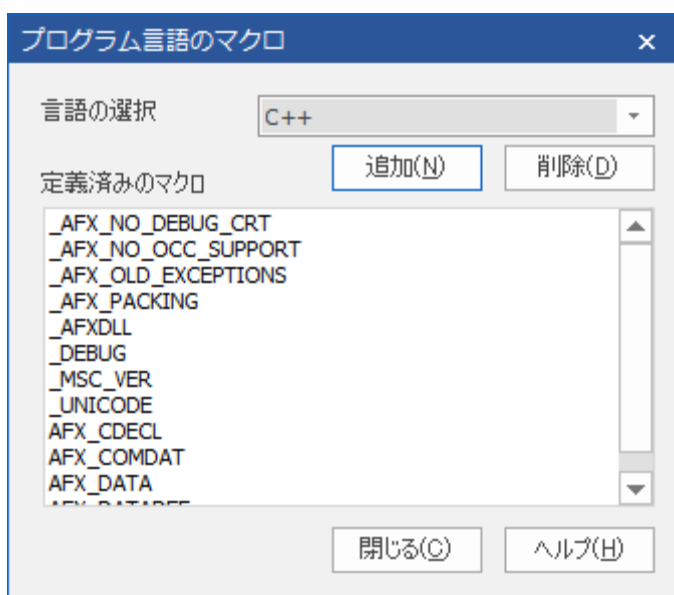 プログラム言語のマクロ
言語の選択
C++
追加(N)
削除(D)
定義済みのマクロ
_AFX_NO_DEBUG_CRT
_AFX_NO_OCC_SUPPORT
_AFX_OLD_EXCEPTIONS
_AFX_PACKING
_AFXDLL
_DEBUG
_MSC_VER
_UNICODE
AFX_CDECL
AFX_COMDAT
AFX_DATA
閉じる(C)
ヘルプ(H)